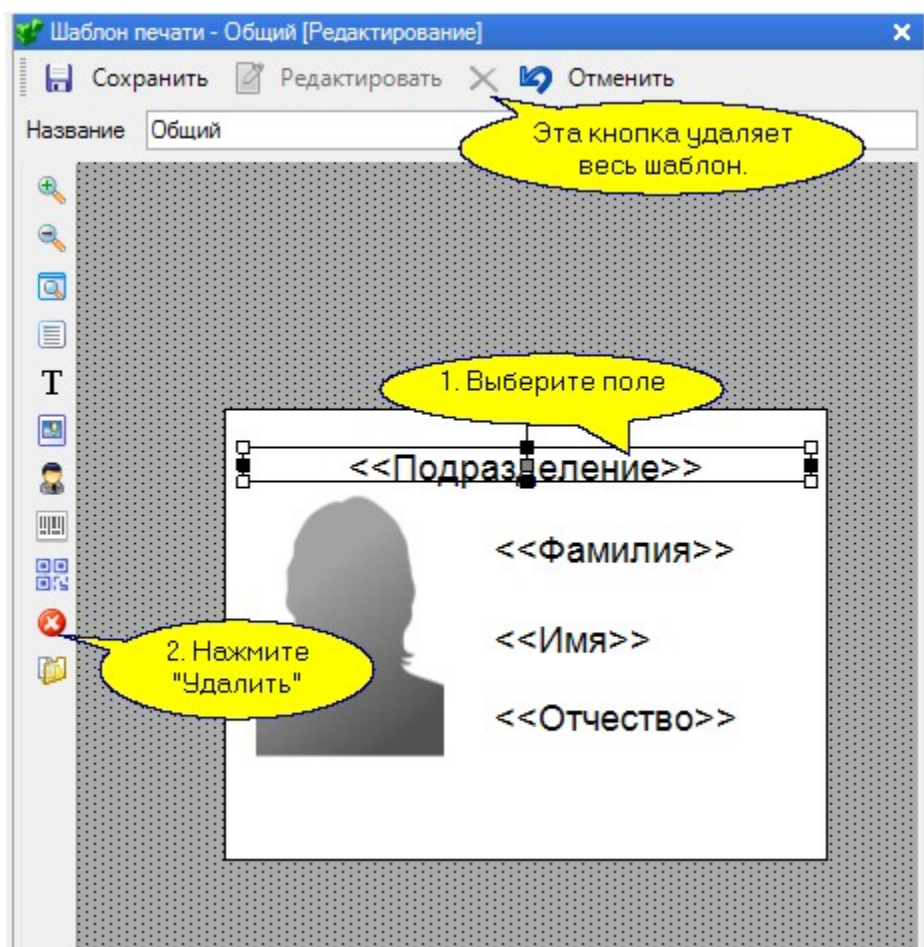 Шаблон печати - Общий [Редактирование]
Сохранить Редактировать Отменить
Название Общий
Эта кнопка удаляет
весь шаблон.
T
1. Выберите поле
<<Подразделение>>
<<Фамилия>>
<<Имя>>
<<Отчество>>
2. Нажмите
"Удалить"